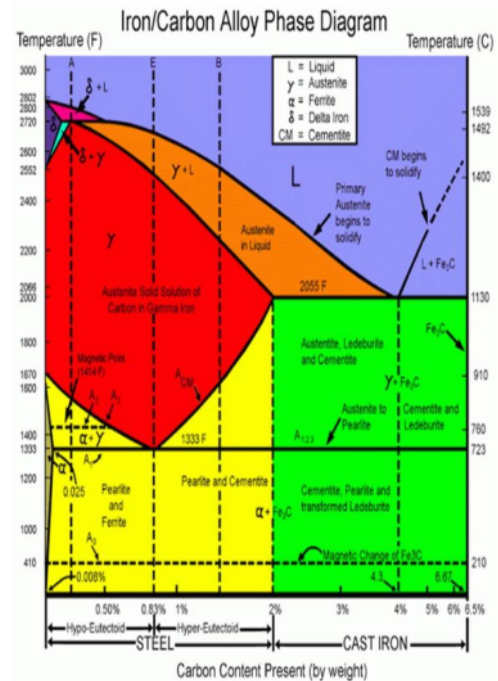 Iron/Carbon Alloy Phase Diagram
Temperature (F)
Temperature (C)
L = Liquid
γ = Austenite
α = Ferrite
δ = Delta Iron
CM = Cementite
A
E
B
3000
2802
2800
2720
2600
2552
2400
2200
2066
2000
1800
1670
1600
1400
1333
1200
1000
410
1539
1492
1400
1130
910
760
723
210
δ + L
δ
δ + γ
γ + L
L
CM begins
to
solidify
Primary
Austenite
begins to
solidify
Austenite
in Liquid
L + Fe₃C
γ
2055 F
Austenite Solid Solution of
Carbon in Gamma Iron
Austentite, Ledeburite
and Cementite
Fe₃C
Magnetic Point
(1414 F)
A₂
A₃
A CM
γ + Fe₃C
Austenite to
Pearlite
Cementite and
Ledeburite
α + γ
1333 F
A₁,₂,₃
A₁
α
0.025
Pearlite
and
Ferrite
Pearlite and Cementite
α + Fe₃C
Cementite, Pearlite and
transformed Ledeburite
A₀
Magnetic Change of Fe3C
0.008%
4.3
6.67
0.50%
0.83%
1%
2%
3%
4%
5%
6%
6.5%
Hypo-Eutectoid
Hyper-Eutectoid
STEEL
CAST IRON
Carbon Content Present (by weight)